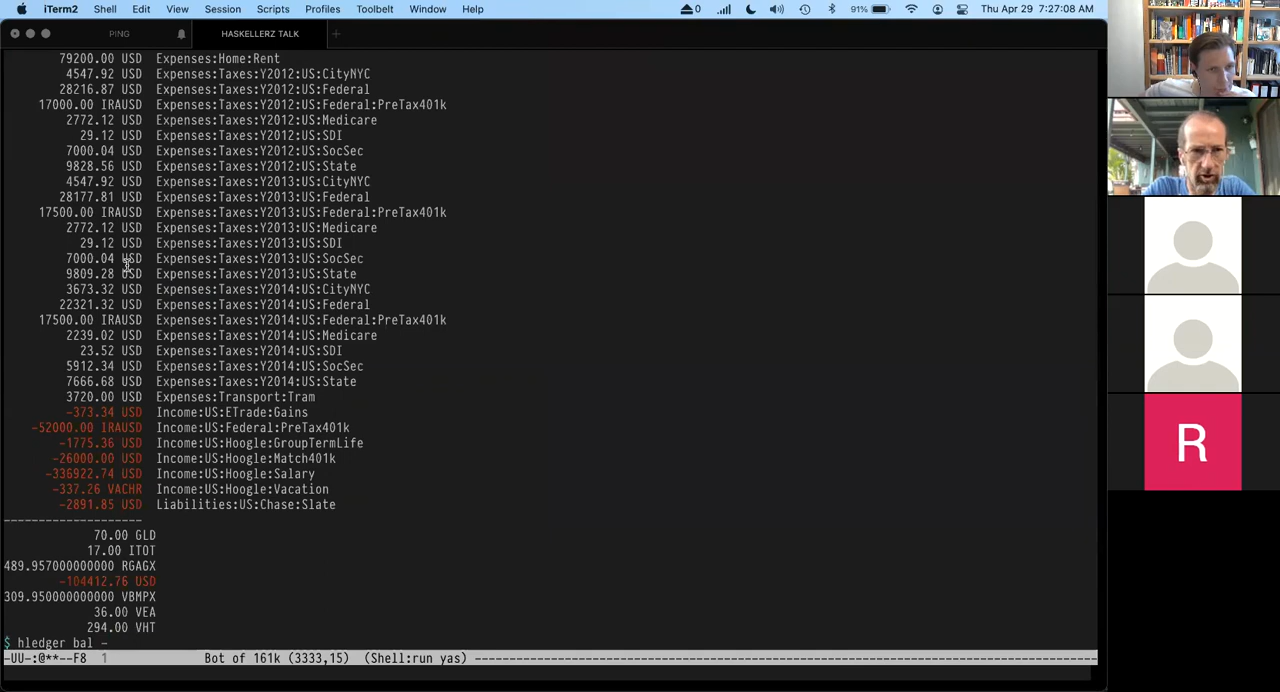 iTerm2 Shell Edit View Session Scripts Profiles Toolbelt Window Help 0 91% Thu Apr 29 7:27:08 AM
PING HASKELLERZ TALK +
79200.00 USD Expenses:Home:Rent
4547.92 USD Expenses:Taxes:Y2012:US:CityNYC
28216.87 USD Expenses:Taxes:Y2012:US:Federal
17000.00 IRAUSD Expenses:Taxes:Y2012:US:Federal:PreTax401k
2772.12 USD Expenses:Taxes:Y2012:US:Medicare
29.12 USD Expenses:Taxes:Y2012:US:SDI
7000.04 USD Expenses:Taxes:Y2012:US:SocSec
9828.56 USD Expenses:Taxes:Y2012:US:State
4547.92 USD Expenses:Taxes:Y2013:US:CityNYC
28177.81 USD Expenses:Taxes:Y2013:US:Federal
17500.00 IRAUSD Expenses:Taxes:Y2013:US:Federal:PreTax401k
2772.12 USD Expenses:Taxes:Y2013:US:Medicare
29.12 USD Expenses:Taxes:Y2013:US:SDI
7000.04 USD Expenses:Taxes:Y2013:US:SocSec
9809.28 USD Expenses:Taxes:Y2013:US:State
3673.32 USD Expenses:Taxes:Y2014:US:CityNYC
22321.32 USD Expenses:Taxes:Y2014:US:Federal
17500.00 IRAUSD Expenses:Taxes:Y2014:US:Federal:PreTax401k
2239.02 USD Expenses:Taxes:Y2014:US:Medicare
23.52 USD Expenses:Taxes:Y2014:US:SDI
5912.34 USD Expenses:Taxes:Y2014:US:SocSec
7666.68 USD Expenses:Taxes:Y2014:US:State
3720.00 USD Expenses:Transport:Tram
-373.34 USD Income:US:ETrade:Gains
-52000.00 IRAUSD Income:US:Federal:PreTax401k
-1775.36 USD Income:US:Hoogle:GroupTermLife
-26000.00 USD Income:US:Hoogle:Match401k
-336922.74 USD Income:US:Hoogle:Salary
-337.26 VACHR Income:US:Hoogle:Vacation
-2891.85 USD Liabilities:US:Chase:Slate
--------------------
70.00 GLD
17.00 ITOT
489.957000000000 RGAGX
-104412.76 USD
309.950000000000 VBMPX
36.00 VEA
294.00 VHT
$ hledger bal -
-UU-:@**--F8 1 Bot of 161k (3333,15) (Shell:run yas)
R